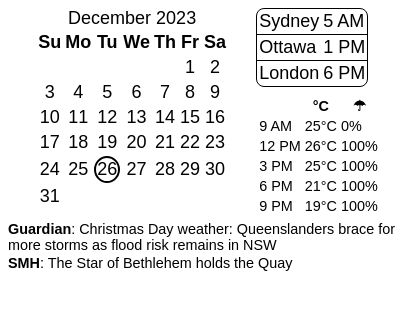 December 2023
Su Mo Tu We Th Fr Sa
1 2
3 4 5 6 7 8 9
10 11 12 13 14 15 16
17 18 19 20 21 22 23
24 25 26 27 28 29 30
31
Sydney 5 AM
Ottawa 1 PM
London 6 PM
°C ☂
9 AM 25°C 0%
12 PM 26°C 100%
3 PM 25°C 100%
6 PM 21°C 100%
9 PM 19°C 100%
Guardian: Christmas Day weather: Queenslanders brace for
more storms as flood risk remains in NSW
SMH: The Star of Bethlehem holds the Quay